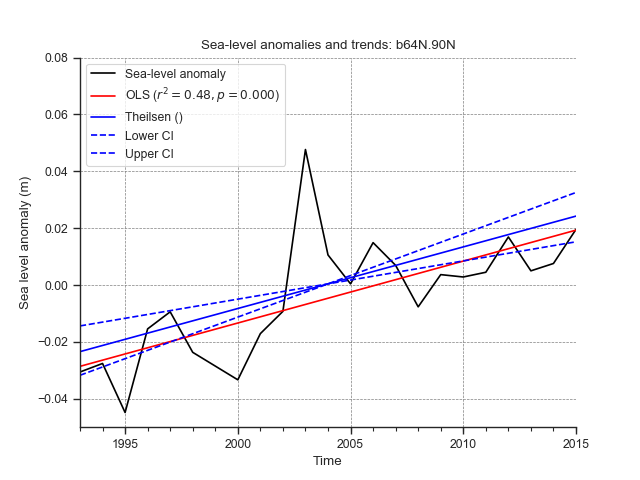 Sea-level anomalies and trends: b64N.90N
0.08
0.06
0.04
0.02
0.00
−0.02
−0.04
Sea level anomaly (m)
Sea-level anomaly
OLS (r² = 0.48, p = 0.000)
Theilsen ()
Lower CI
Upper CI
1995 2000 2005 2010 2015
Time